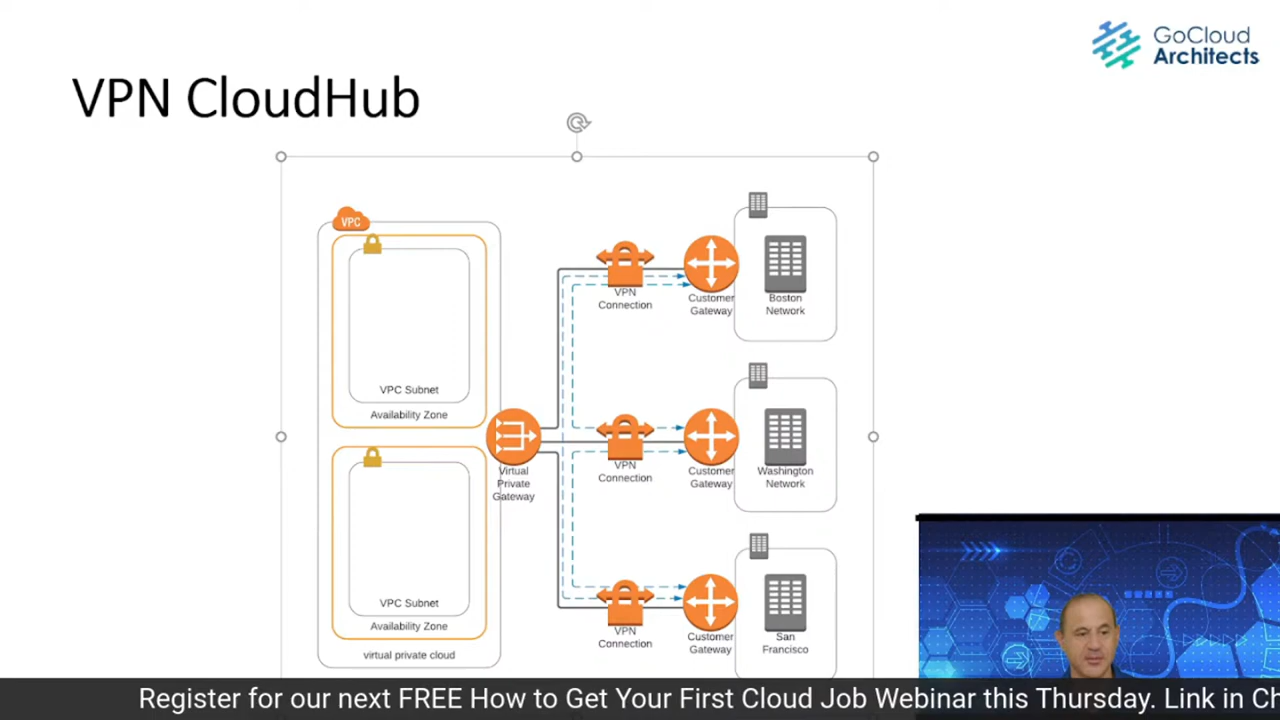 GoCloud
Architects
VPN CloudHub
VPC
VPC Subnet
Availability Zone
VPC Subnet
Availability Zone
virtual private cloud
Virtual
Private
Gateway
VPN
Connection
Customer
Gateway
Boston
Network
VPN
Connection
Customer
Gateway
Washington
Network
VPN
Connection
Customer
Gateway
San
Francisco
Register for our next FREE How to Get Your First Cloud Job Webinar this Thursday. Link in Ch